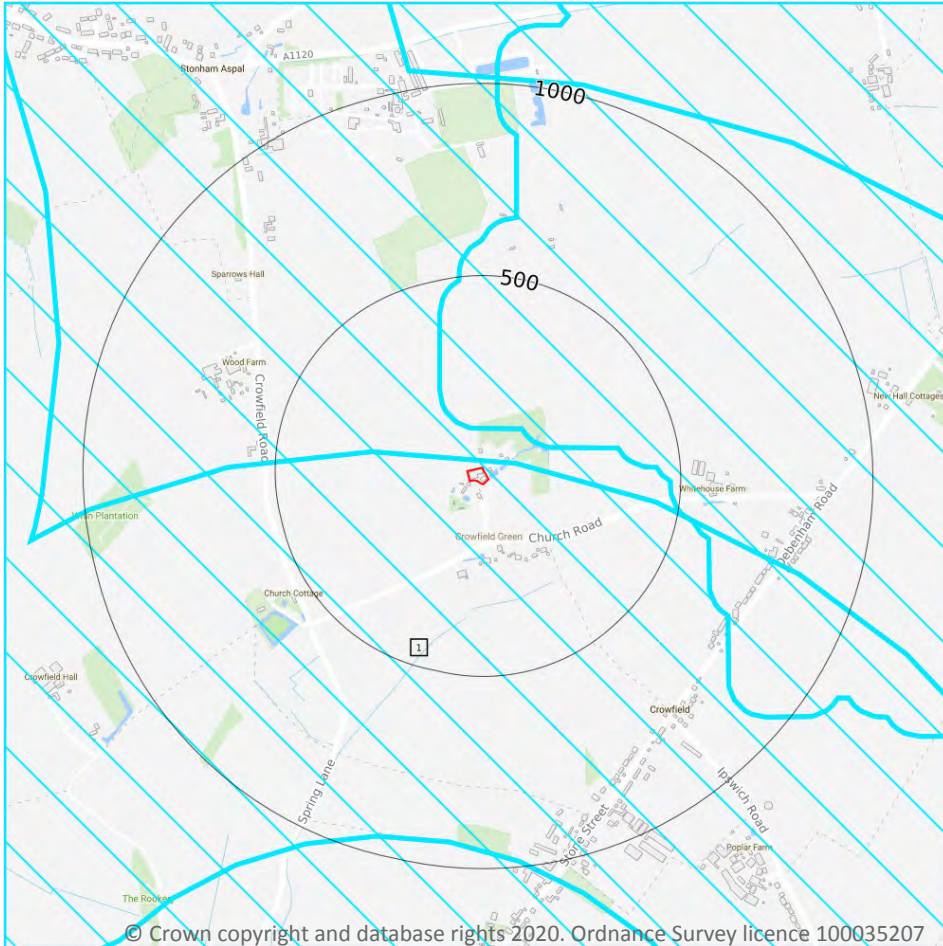 A1120
Stonham Aspal
1000
Sparrows Hall
500
Wood Farm
Crowfield Road
New Hall Cottages
Whitehouse Farm
Debenham Road
Plantation
Church Road
Crowfield Green
Church Cottage
1
Crowfield Hall
Crowfield
Spring Lane
Ipswich Road
Stone Street
Poplar Farm
The Rookery
© Crown copyright and database rights 2020. Ordnance Survey licence 100035207